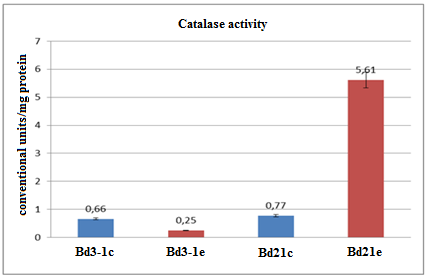 Catalase activity
conventional units/mg protein
7
6
5
4
3
2
1
0
0,66
0,25
0,77
5,61
Bd3-1c
Bd3-1e
Bd21c
Bd21e